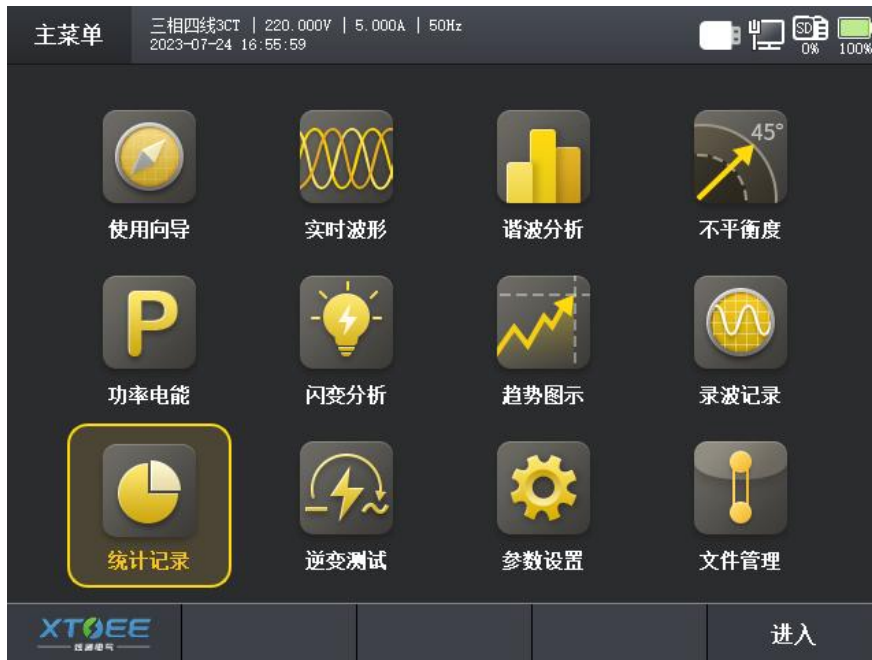 主菜单
三相四线3CT | 220.000V | 5.000A | 50Hz
2023-07-24 16:55:59
SD
0%
100%
45°
使用向导
实时波形
谐波分析
不平衡度
P
功率电能
闪变分析
趋势图示
录波记录
统计记录
逆变测试
参数设置
文件管理
进入